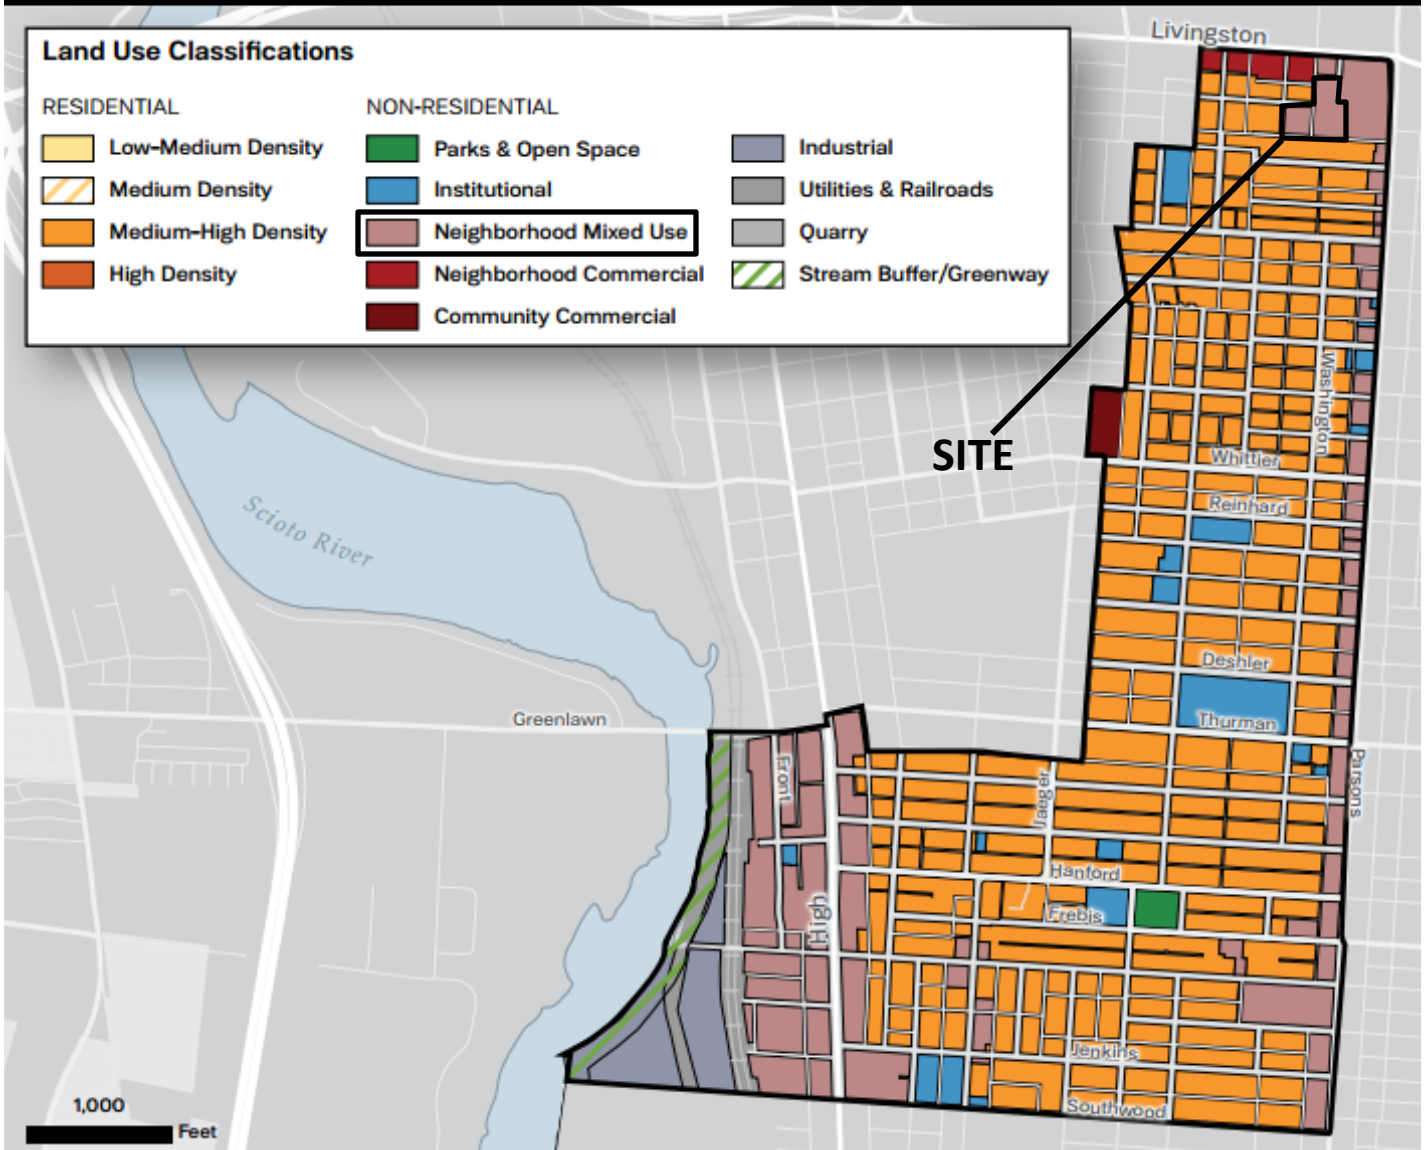 Livingston
Land Use Classifications
RESIDENTIAL
NON-RESIDENTIAL
Low-Medium Density
Parks & Open Space
Industrial
Medium Density
Institutional
Utilities & Railroads
Medium-High Density
Neighborhood Mixed Use
Quarry
High Density
Neighborhood Commercial
Stream Buffer/Greenway
Community Commercial
Washington
SITE
Whittier
Reinhard
Scioto River
Deshler
Greenlawn
Thurman
Front
Jaeger
Parsons
Hanford
High
Frebis
Jenkins
1,000
Feet
Southwood